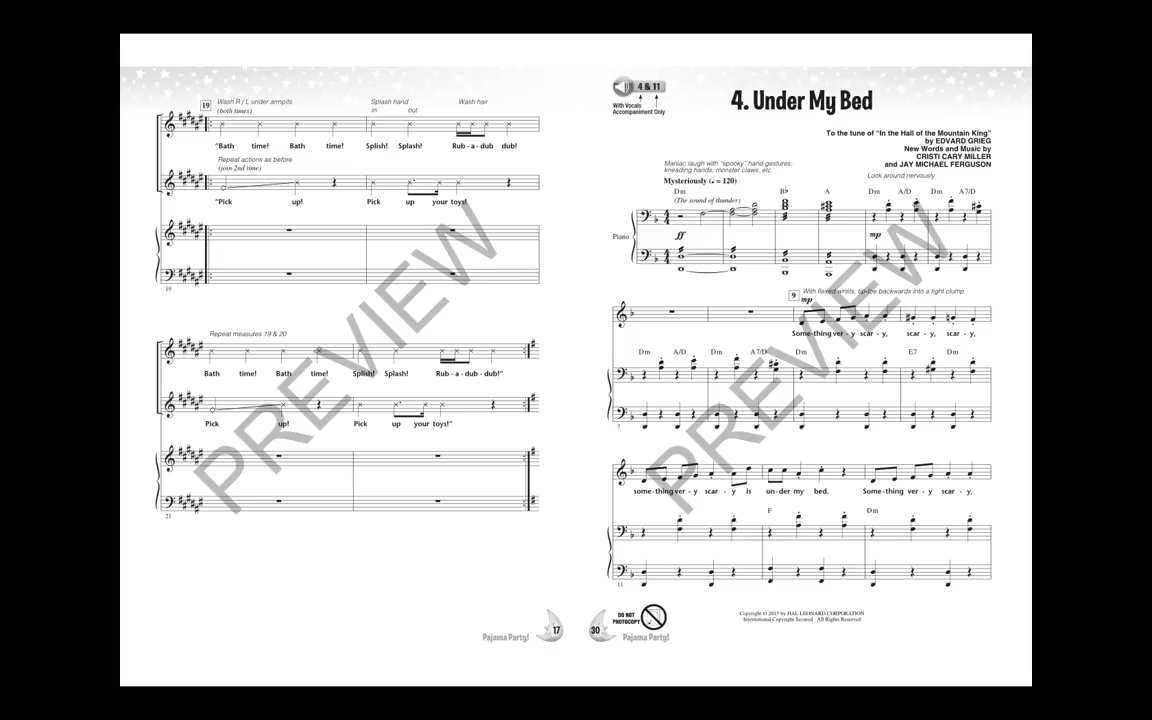 19
Wash R / L under armpits
(both times)
Splash hand
in out
Wash hair
"Bath time! Bath time! Splish! Splash! Rub - a - dub dub!
Repeat actions as before
(join 2nd time)
"Pick up! Pick up your toys!
19
Repeat measures 19 & 20
Bath time! Bath time! Splish! Splash! Rub - a - dub - dub!"
Pick up! Pick up your toys!"
21
PREVIEW
Pajama Party! 17
4 & 11
With Vocals
Accompaniment Only
4. Under My Bed
To the tune of "In the Hall of the Mountain King"
by EDVARD GRIEG
New Words and Music by
CRISTI CARY MILLER
and JAY MICHAEL FERGUSON
Maniac laugh with "spooky" hand gestures:
kneading hands, monster claws, etc.
Look around nervously
Mysteriously (♩ = 120)
Dm B♭ A Dm A/D Dm A7/D
(The sound of thunder)
Piano
ff mp
9 With flexed wrists, tip-toe backwards into a tight clump
mp
Some-thing ver - y scar - y, scar - y, scar - y,
Dm A/D Dm A7/D Dm E7 Dm
7
some-thing ver - y scar - y is un-der my bed. Some-thing ver - y scar - y,
F Dm
11
PREVIEW
30 Pajama Party!
DO NOT
PHOTOCOPY
Copyright © 2015 by HAL LEONARD CORPORATION
International Copyright Secured All Rights Reserved